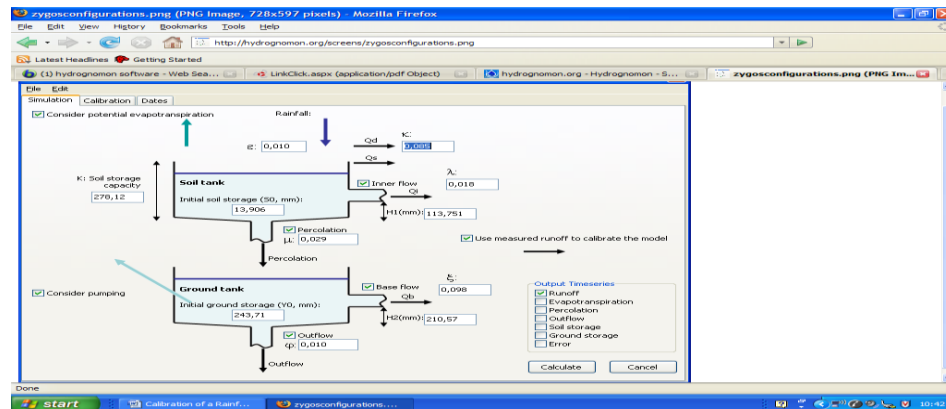 zygosconfigurations.png (PNG Image, 728x597 pixels) - Mozilla Firefox
File Edit View History Bookmarks Tools Help
http://hydrognomon.org/screens/zygosconfigurations.png
Latest Headlines Getting Started
(1) hydrognomon software - Web Sea...
LinkClick.aspx (application/pdf Object)
hydrognomon.org - Hydrognomon - S...
zygosconfigurations.png (PNG Im...
File Edit
Simulation Calibration Dates
Consider potential evapotranspiration
Rainfall:
κ:
ε: 0,010
Qd
0,085
Qs
λ:
K: Soil storage
capacity
278,12
Soil tank
Inner flow
0,018
Qi
Initial soil storage (S0, mm):
13,906
H1(mm): 113,751
Percolation
μ: 0,029
Use measured runoff to calibrate the model
Percolation
ξ:
Consider pumping
Ground tank
Base flow
0,098
Qb
Initial ground storage (Y0, mm):
243,71
H2(mm): 210,57
Outflow
φ: 0,010
Outflow
Output Timeseries
Runoff
Evapotranspiration
Percolation
Outflow
Soil storage
Ground storage
Error
Calculate Cancel
Done
start
Calibration of a Rainf...
zygosconfigurations....
10:42